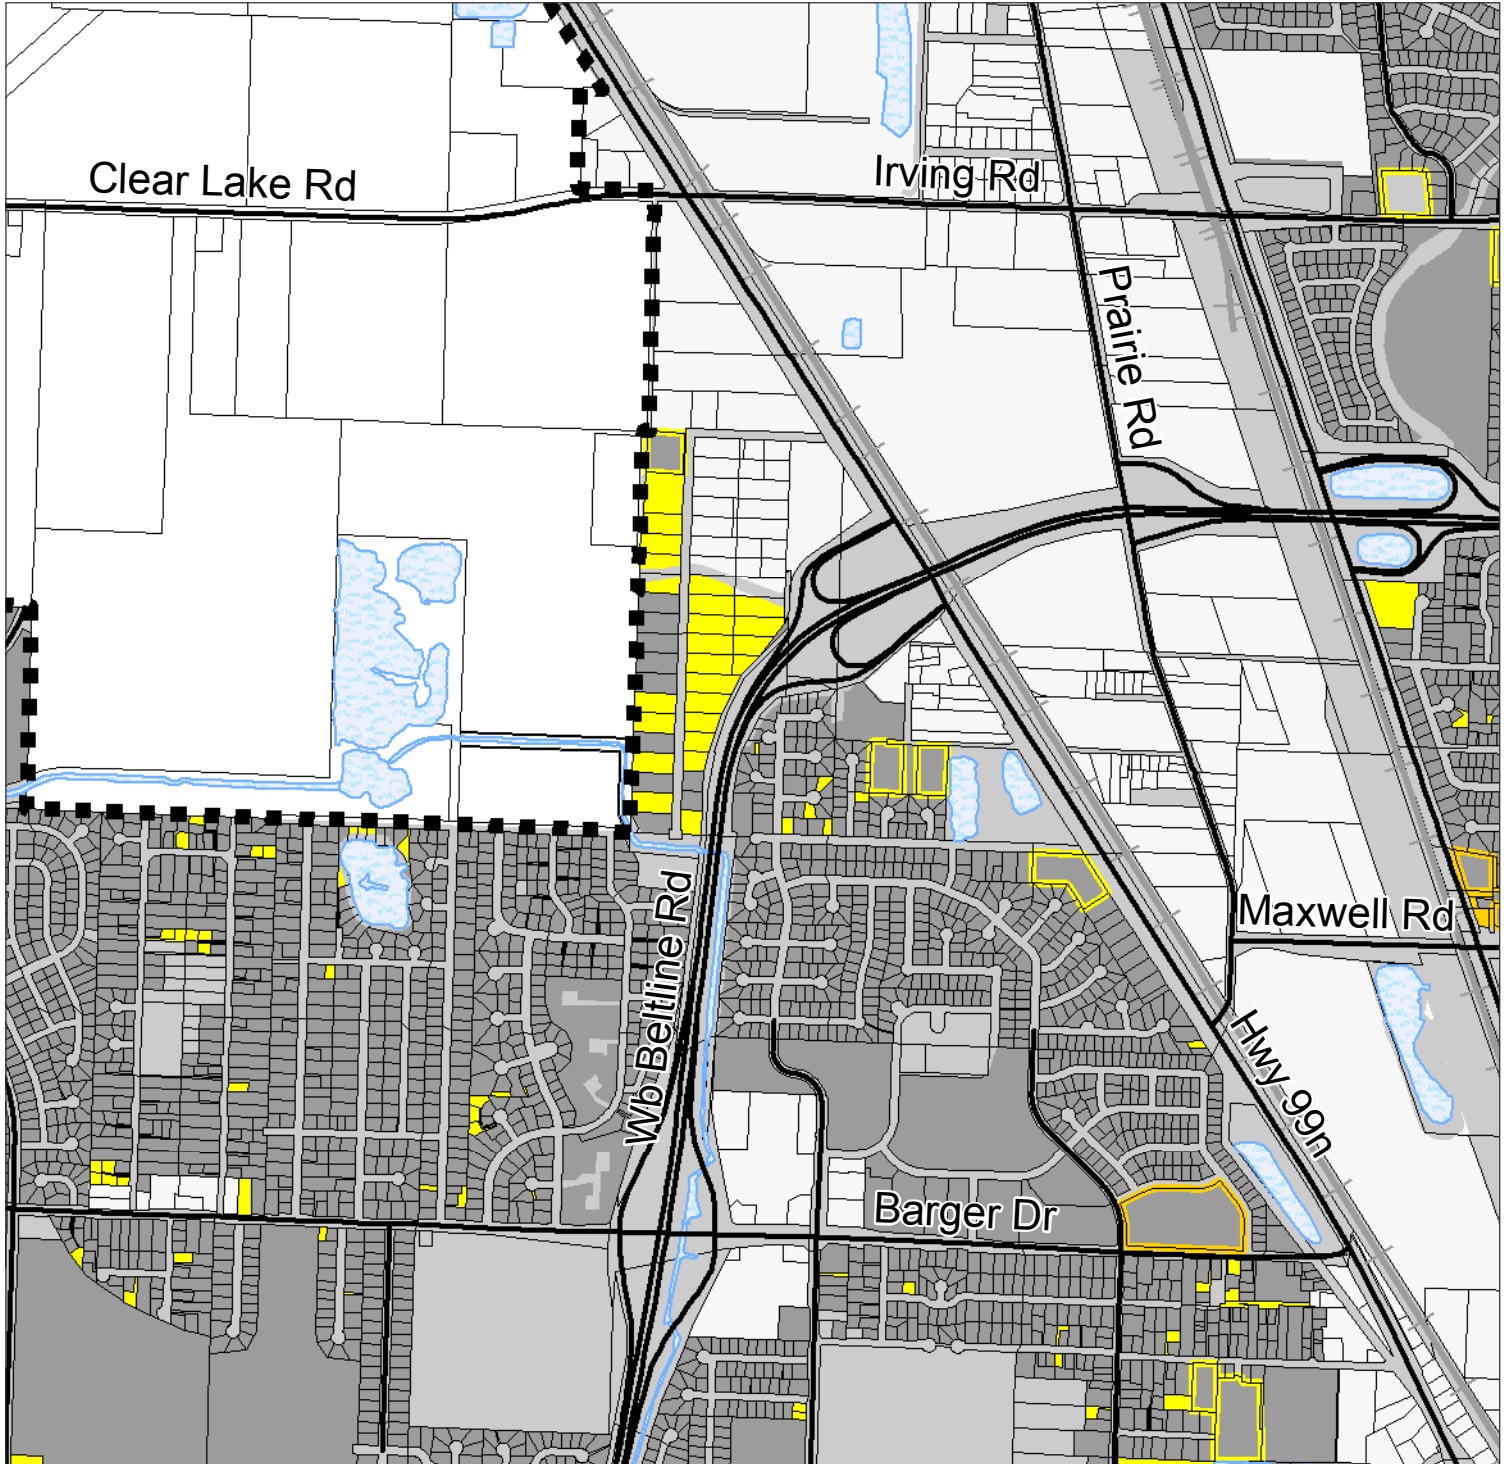 Clear Lake Rd
Irving Rd
Prairie Rd
Maxwell Rd
Wb Beltline Rd
Hwy 99n
Barger Dr